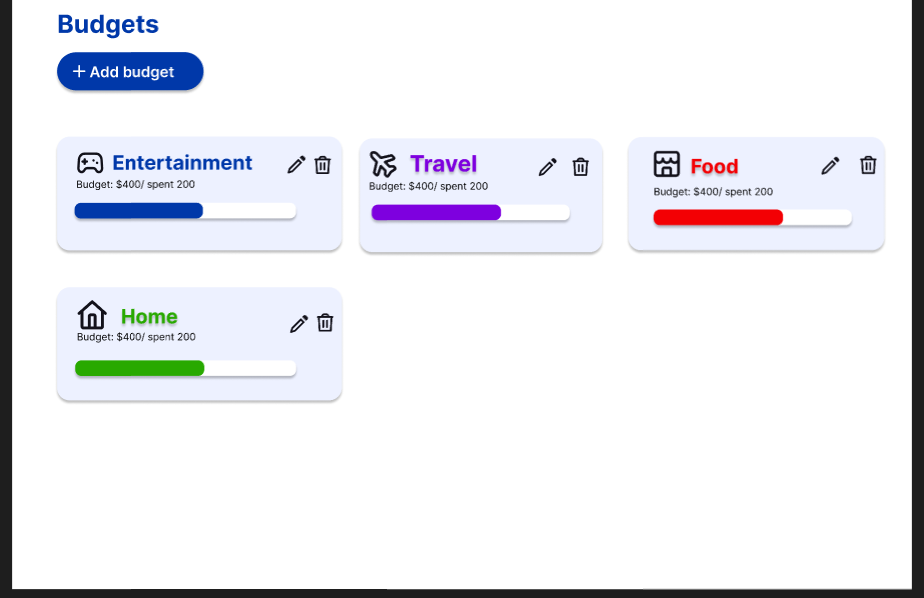 Budgets
+ Add budget
Entertainment
Budget: $400/ spent 200
Travel
Budget: $400/ spent 200
Food
Budget: $400/ spent 200
Home
Budget: $400/ spent 200